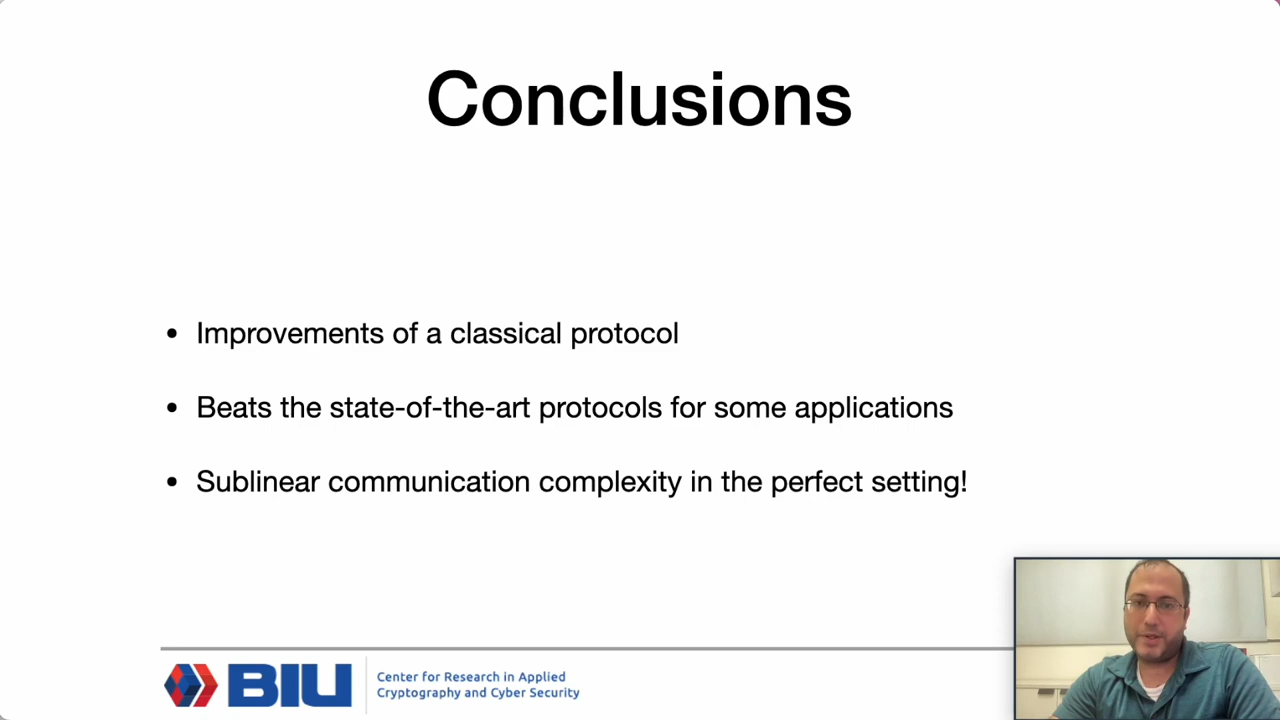 Conclusions
• Improvements of a classical protocol
• Beats the state-of-the-art protocols for some applications
• Sublinear communication complexity in the perfect setting!
BIU
Center for Research in Applied
Cryptography and Cyber Security